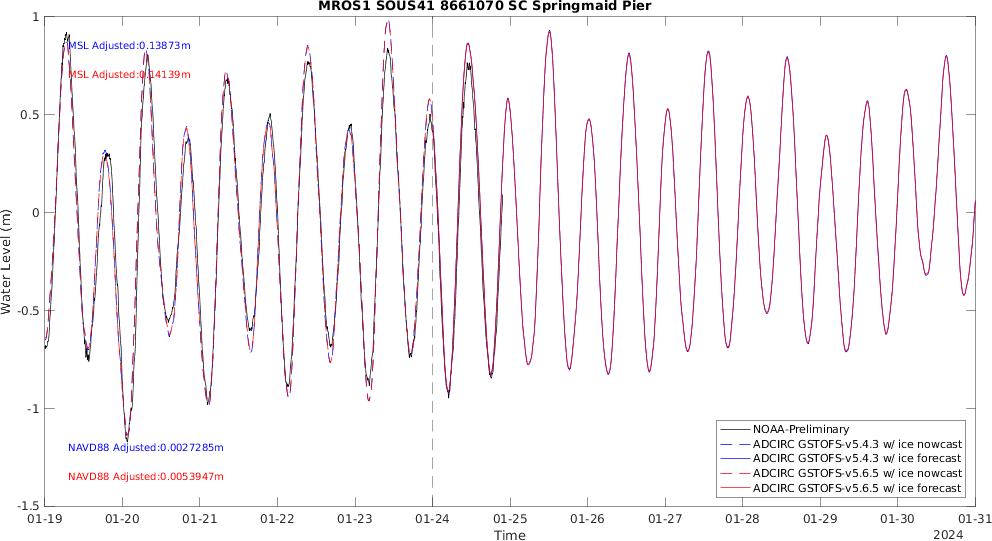 MROS1 SOUS41 8661070 SC Springmaid Pier
1
MSL Adjusted:0.13873m
MSL Adjusted:0.14139m
0.5
0
Water Level (m)
-0.5
-1
NAVD88 Adjusted:0.0027285m
NAVD88 Adjusted:0.0053947m
NOAA-Preliminary
ADCIRC GSTOFS-v5.4.3 w/ ice nowcast
ADCIRC GSTOFS-v5.4.3 w/ ice forecast
ADCIRC GSTOFS-v5.6.5 w/ ice nowcast
ADCIRC GSTOFS-v5.6.5 w/ ice forecast
-1.5
01-19 01-20 01-21 01-22 01-23 01-24 01-25 01-26 01-27 01-28 01-29 01-30 01-31
Time
2024